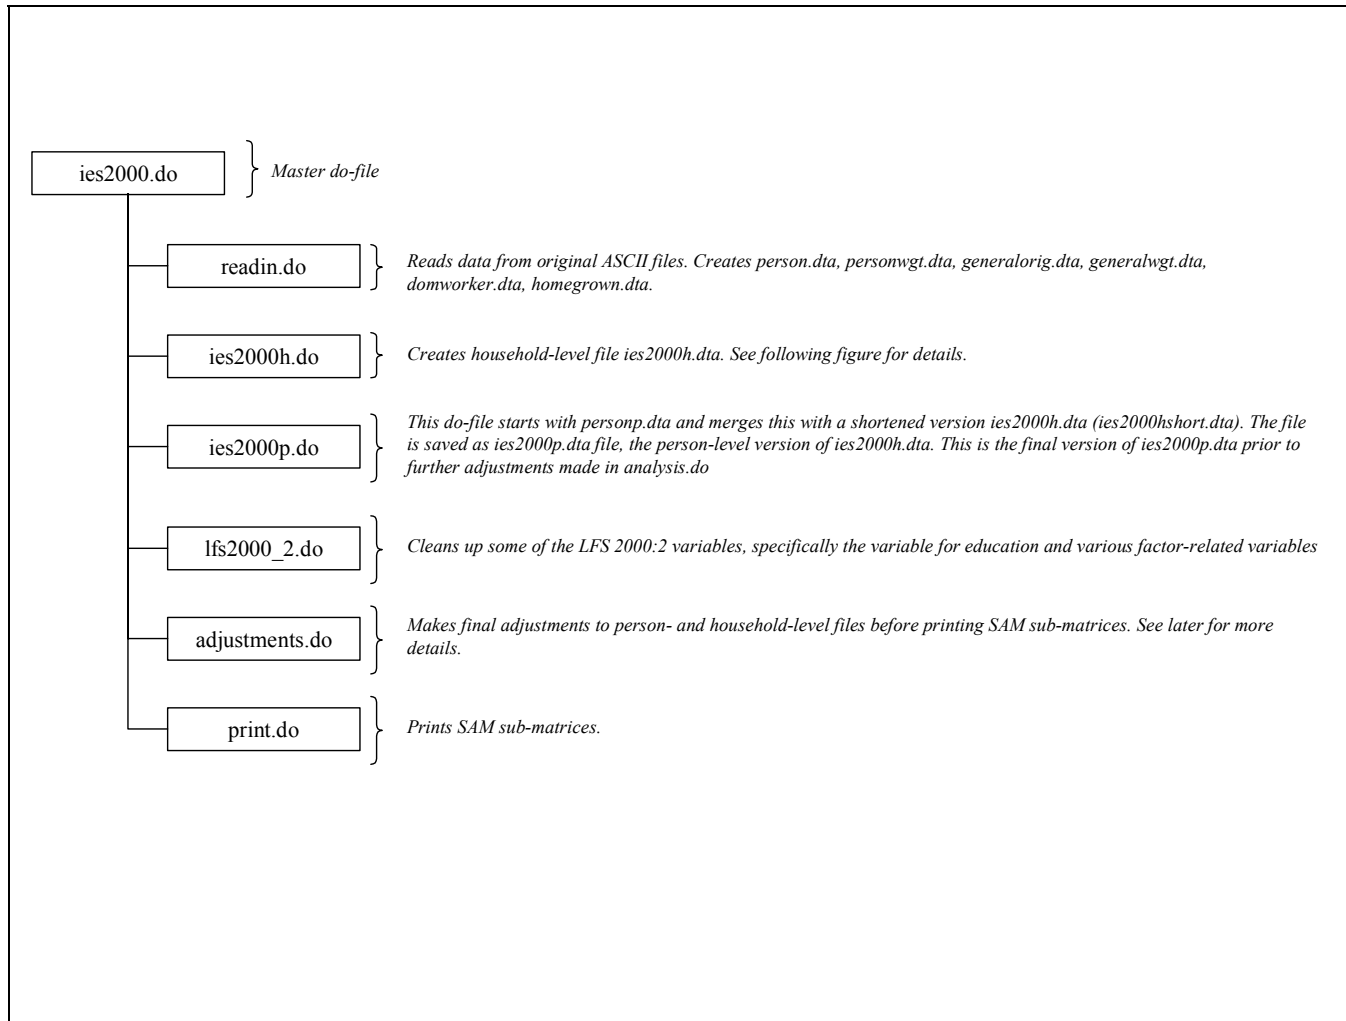 ies2000.do
Master do-file
readin.do
Reads data from original ASCII files. Creates person.dta, personwgt.dta, generalorig.dta, generalwgt.dta,
domworker.dta, homegrown.dta.
ies2000h.do
Creates household-level file ies2000h.dta. See following figure for details.
ies2000p.do
This do-file starts with personp.dta and merges this with a shortened version ies2000h.dta (ies2000hshort.dta). The file
is saved as ies2000p.dta file, the person-level version of ies2000h.dta. This is the final version of ies2000p.dta prior to
further adjustments made in analysis.do
lfs2000_2.do
Cleans up some of the LFS 2000:2 variables, specifically the variable for education and various factor-related variables
adjustments.do
Makes final adjustments to person- and household-level files before printing SAM sub-matrices. See later for more
details.
print.do
Prints SAM sub-matrices.